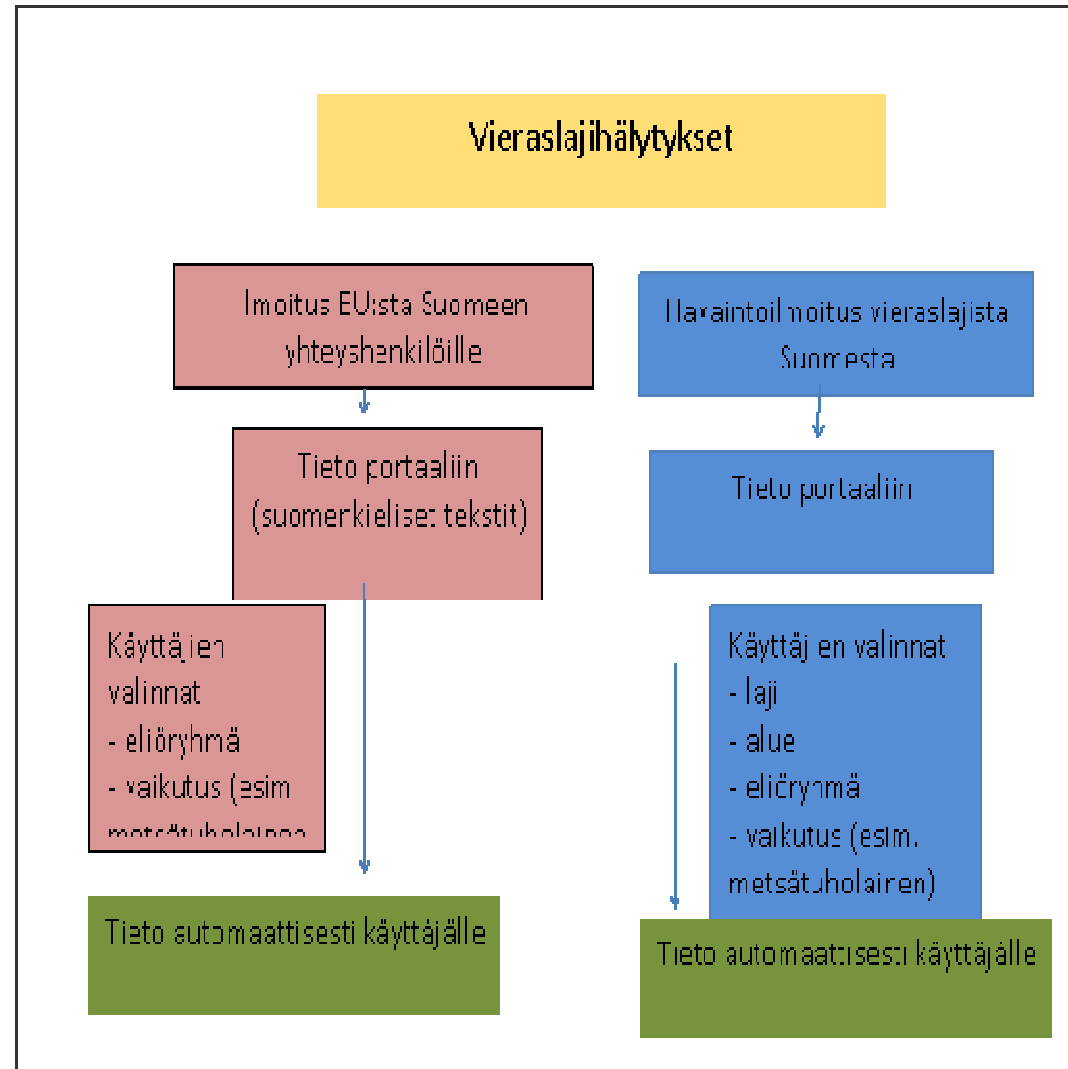 Vieraslajihälytykset
Ilmoitus EU:sta Suomeen
yhteyshenkilöille
Tieto portaaliin
(suomenkieliset tekstit)
Käyttäjien
valinnat
- eliöryhmä
- vaikutus (esim
metsätuholainen
Tieto automaattisesti käyttäjälle
Havaintoilmoitus vieraslajista
Suomesta
Tieto portaaliin
Käyttäjien valinnat
- laji
- alue
- eliöryhmä
- vaikutus (esim.
metsätuholainen)
Tieto automaattisesti käyttäjälle